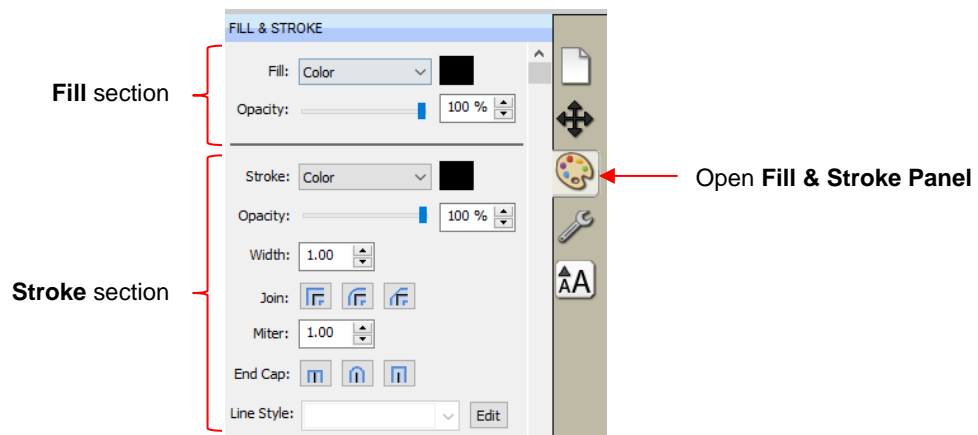 FILL & STROKE
Fill: Color
Fill section
Opacity: 100 %
Open Fill & Stroke Panel
Stroke: Color
Opacity: 100 %
Width: 1.00
Stroke section
Join:
Miter: 1.00
End Cap:
Line Style: Edit
AA